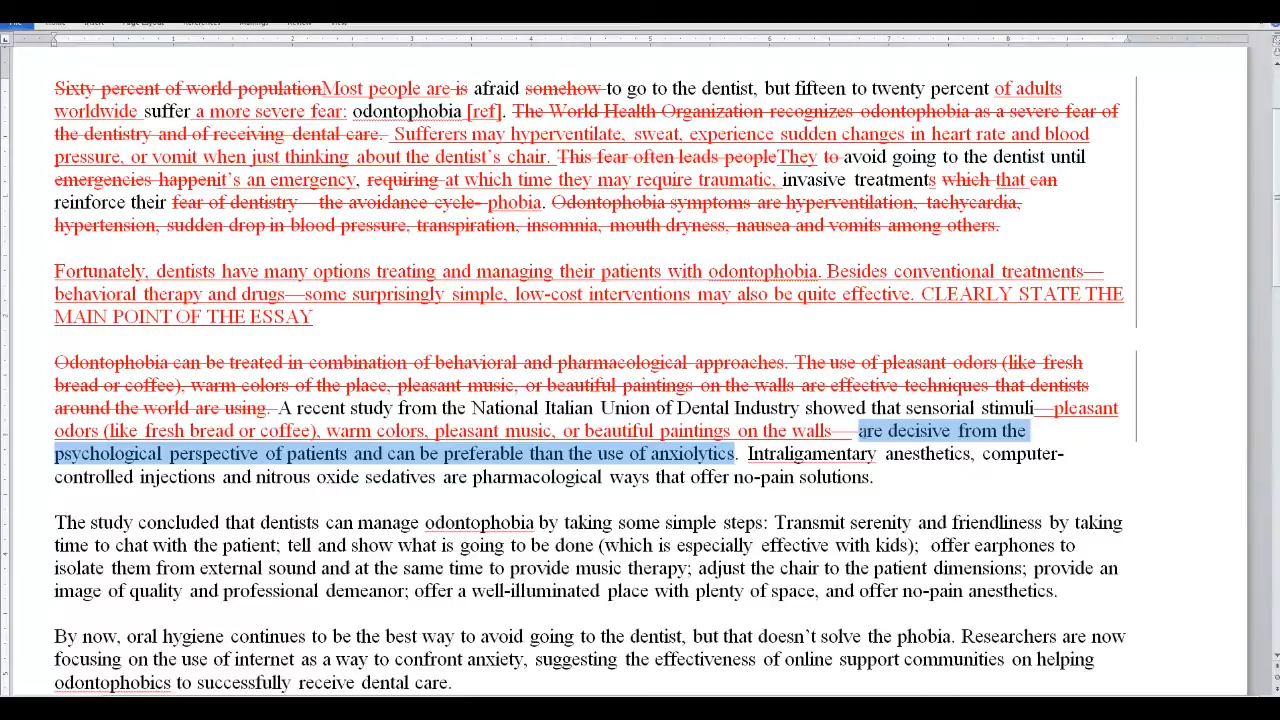 File Home Insert Page Layout References Mailings Review View
1 2 3 4 5 6 7 8
Sixty percent of world populationMost people are is afraid somehow to go to the dentist, but fifteen to twenty percent of adults
worldwide suffer a more severe fear: odontophobia [ref]. The World Health Organization recognizes odontophobia as a severe fear of
the dentistry and of receiving dental care. Sufferers may hyperventilate, sweat, experience sudden changes in heart rate and blood
pressure, or vomit when just thinking about the dentist's chair. This fear often leads peopleThey to avoid going to the dentist until
emergencies happenit's an emergency, requiring at which time they may require traumatic, invasive treatments which that can
reinforce their fear of dentistry – the avoidance cycle- phobia. Odontophobia symptoms are hyperventilation, tachycardia,
hypertension, sudden drop in blood pressure, transpiration, insomnia, mouth dryness, nausea and vomits among others.
Fortunately, dentists have many options treating and managing their patients with odontophobia. Besides conventional treatments—
behavioral therapy and drugs—some surprisingly simple, low-cost interventions may also be quite effective. CLEARLY STATE THE
MAIN POINT OF THE ESSAY
Odontophobia can be treated in combination of behavioral and pharmacological approaches. The use of pleasant odors (like fresh
bread or coffee), warm colors of the place, pleasant music, or beautiful paintings on the walls are effective techniques that dentists
around the world are using. A recent study from the National Italian Union of Dental Industry showed that sensorial stimuli—pleasant
odors (like fresh bread or coffee), warm colors, pleasant music, or beautiful paintings on the walls— are decisive from the
psychological perspective of patients and can be preferable than the use of anxiolytics. Intraligamentary anesthetics, computer-
controlled injections and nitrous oxide sedatives are pharmacological ways that offer no-pain solutions.
The study concluded that dentists can manage odontophobia by taking some simple steps: Transmit serenity and friendliness by taking
time to chat with the patient; tell and show what is going to be done (which is especially effective with kids); offer earphones to
isolate them from external sound and at the same time to provide music therapy; adjust the chair to the patient dimensions; provide an
image of quality and professional demeanor; offer a well-illuminated place with plenty of space, and offer no-pain anesthetics.
By now, oral hygiene continues to be the best way to avoid going to the dentist, but that doesn't solve the phobia. Researchers are now
focusing on the use of internet as a way to confront anxiety, suggesting the effectiveness of online support communities on helping
odontophobics to successfully receive dental care.